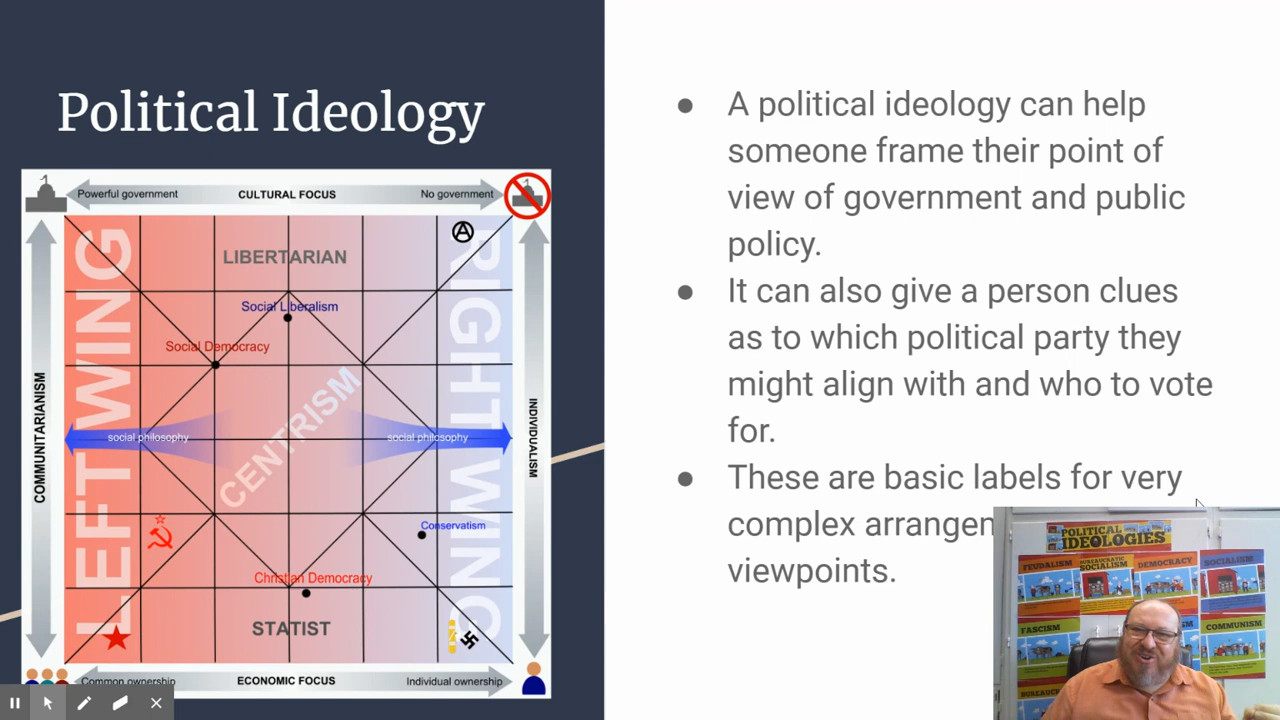 Political Ideology
Powerful government
CULTURAL FOCUS
No government
LEFT WING
RIGHT WING
LIBERTARIAN
Social Liberalism
Social Democracy
CENTRISM
social philosophy
social philosophy
COMMUNITARIANISM
INDIVIDUALISM
Conservatism
Christian Democracy
STATIST
Common ownership
ECONOMIC FOCUS
Individual ownership
● A political ideology can help
someone frame their point of
view of government and public
policy.
● It can also give a person clues
as to which political party they
might align with and who to vote
for.
● These are basic labels for very
complex arrangen
viewpoints.
POLITICAL
IDEOLOGIES
FEUDALISM
BUREAUCRATIC
SOCIALISM
DEMOCRACY
SOCIALISM
FASCISM
COMMUNISM